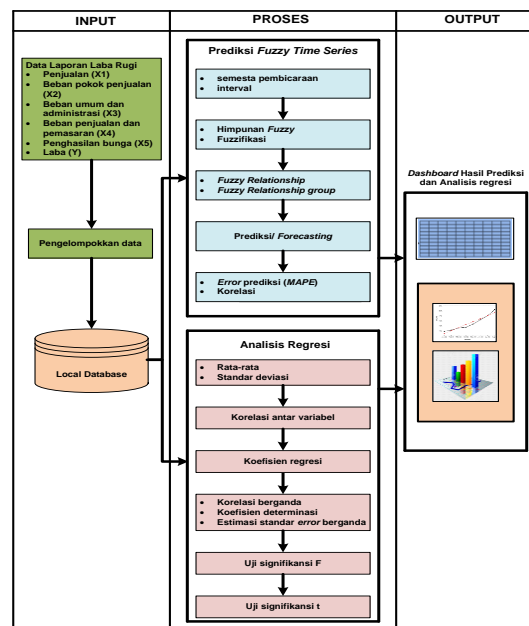 INPUT
PROSES
OUTPUT
Data Laporan Laba Rugi
• Penjualan (X1)
• Beban pokok penjualan
(X2)
• Beban umum dan
administrasi (X3)
• Beban penjualan dan
pemasaran (X4)
• Penghasilan bunga (X5)
• Laba (Y)
Pengelompokkan data
Local Database
Prediksi Fuzzy Time Series
• semesta pembicaraan
• interval
• Himpunan Fuzzy
• Fuzzifikasi
• Fuzzy Relationship
• Fuzzy Relationship group
Prediksi/ Forecasting
• Error prediksi (MAPE)
• Korelasi
Analisis Regresi
• Rata-rata
• Standar deviasi
Korelasi antar variabel
Koefisien regresi
• Korelasi berganda
• Koefisien determinasi
• Estimasi standar error berganda
Uji signifikansi F
Uji signifikansi t
Dashboard Hasil Prediksi
dan Analisis regresi